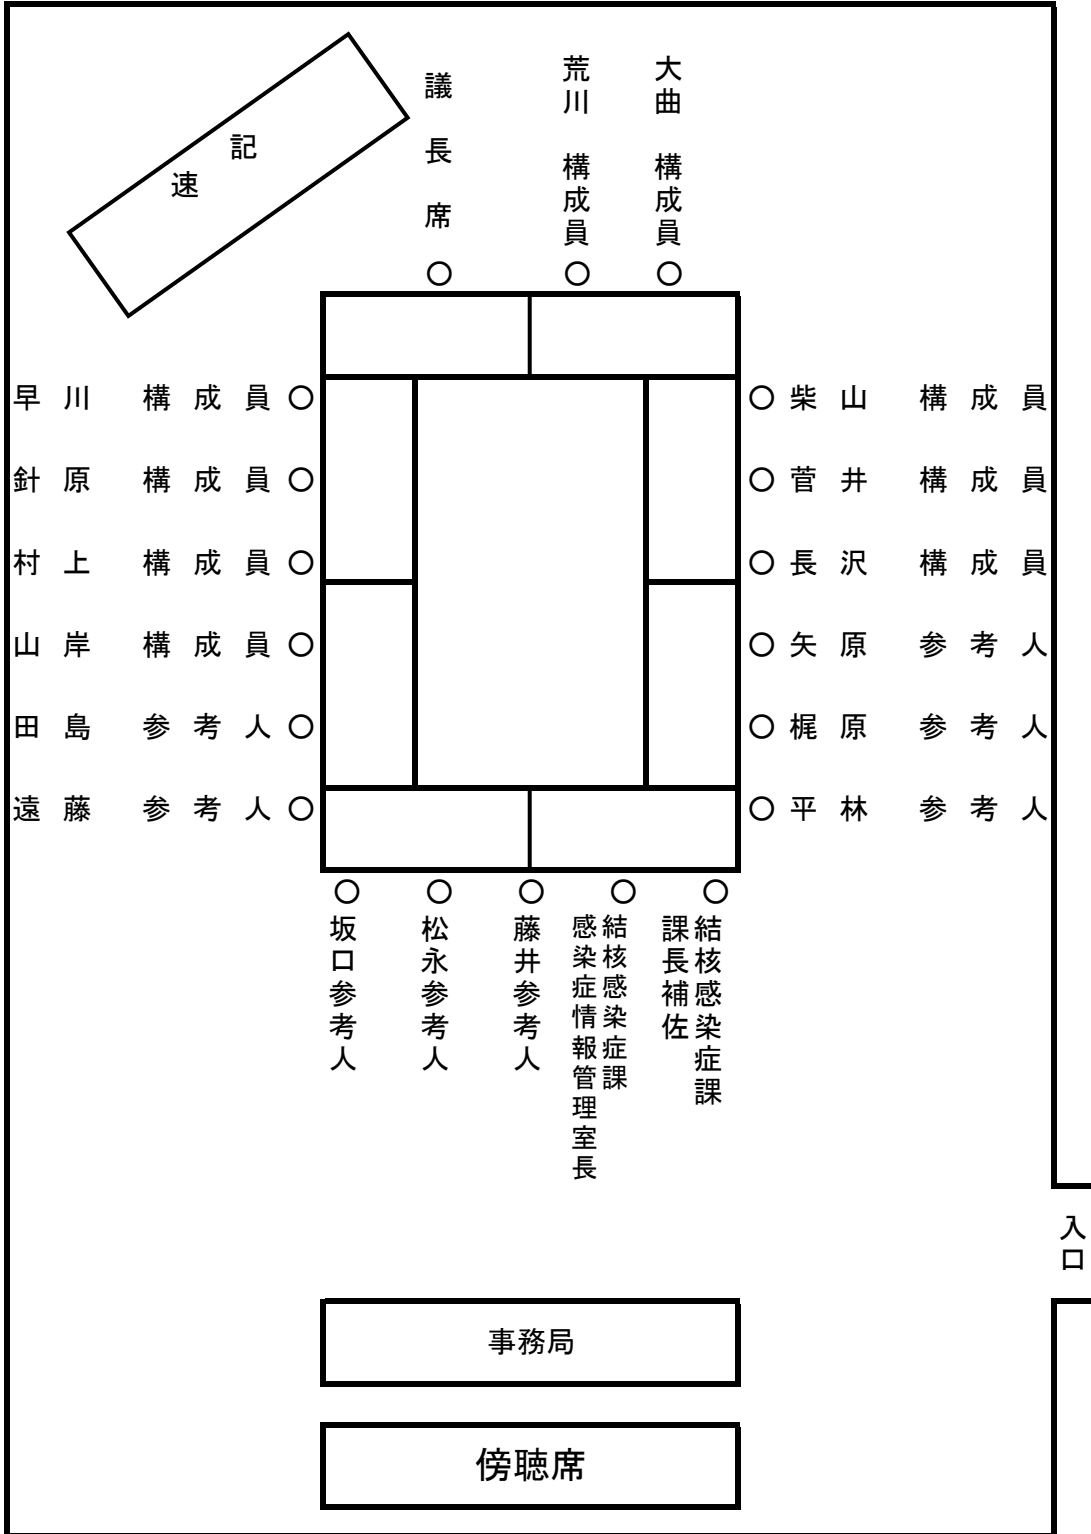 速記
議長席
荒川 構成員
大曲 構成員
早川 構成員
針原 構成員
村上 構成員
山岸 構成員
田島 参考人
遠藤 参考人
柴山 構成員
菅井 構成員
長沢 構成員
矢原 参考人
梶原 参考人
平林 参考人
坂口参考人
松永参考人
藤井参考人
結核感染症課
感染症情報管理室長
結核感染症課
課長補佐
入口
事務局
傍聴席